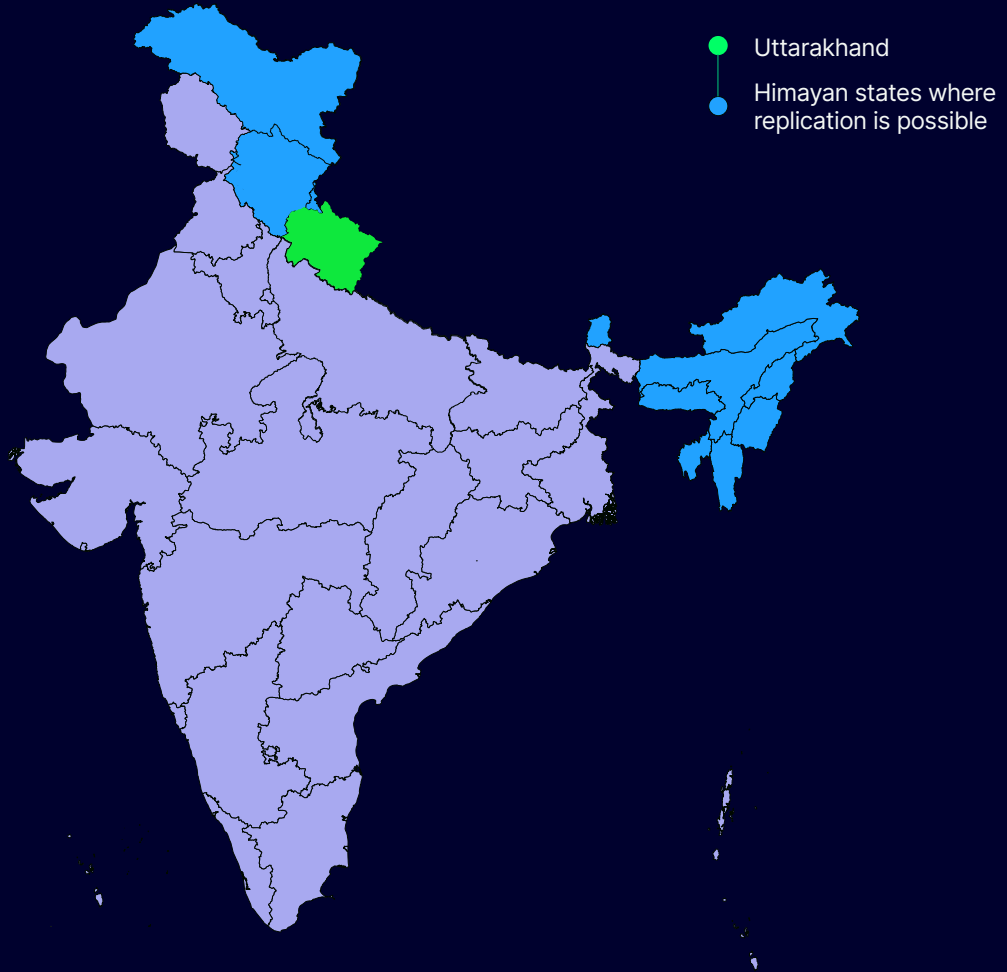 Uttarakhand
Himayan states where
replication is possible